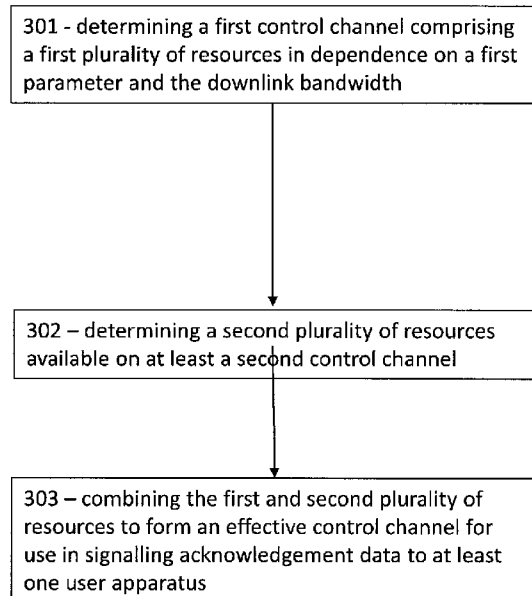 301 - determining a first control channel comprising
a first plurality of resources in dependence on a first
parameter and the downlink bandwidth
302 – determining a second plurality of resources
available on at least a second control channel
303 – combining the first and second plurality of
resources to form an effective control channel for
use in signalling acknowledgement data to at least
one user apparatus